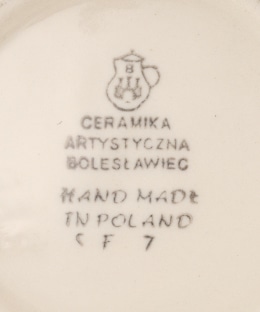 B
CERAMIKA
ARTYSTYCZNA
BOLESŁAWIEC
HAND MADE
IN POLAND
C F 7